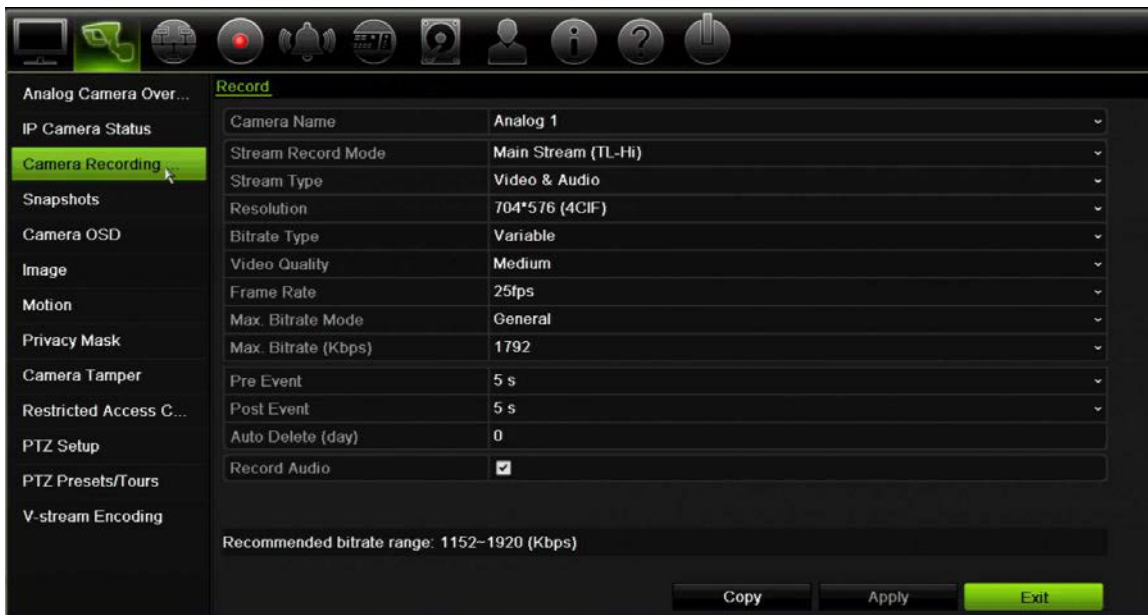 Analog Camera Over...
IP Camera Status
Camera Recording ...
Snapshots
Camera OSD
Image
Motion
Privacy Mask
Camera Tamper
Restricted Access C...
PTZ Setup
PTZ Presets/Tours
V-stream Encoding
Record
Camera Name Analog 1
Stream Record Mode Main Stream (TL-Hi)
Stream Type Video & Audio
Resolution 704*576 (4CIF)
Bitrate Type Variable
Video Quality Medium
Frame Rate 25fps
Max. Bitrate Mode General
Max. Bitrate (Kbps) 1792
Pre Event 5 s
Post Event 5 s
Auto Delete (day) 0
Record Audio
Recommended bitrate range: 1152~1920 (Kbps)
Copy Apply Exit